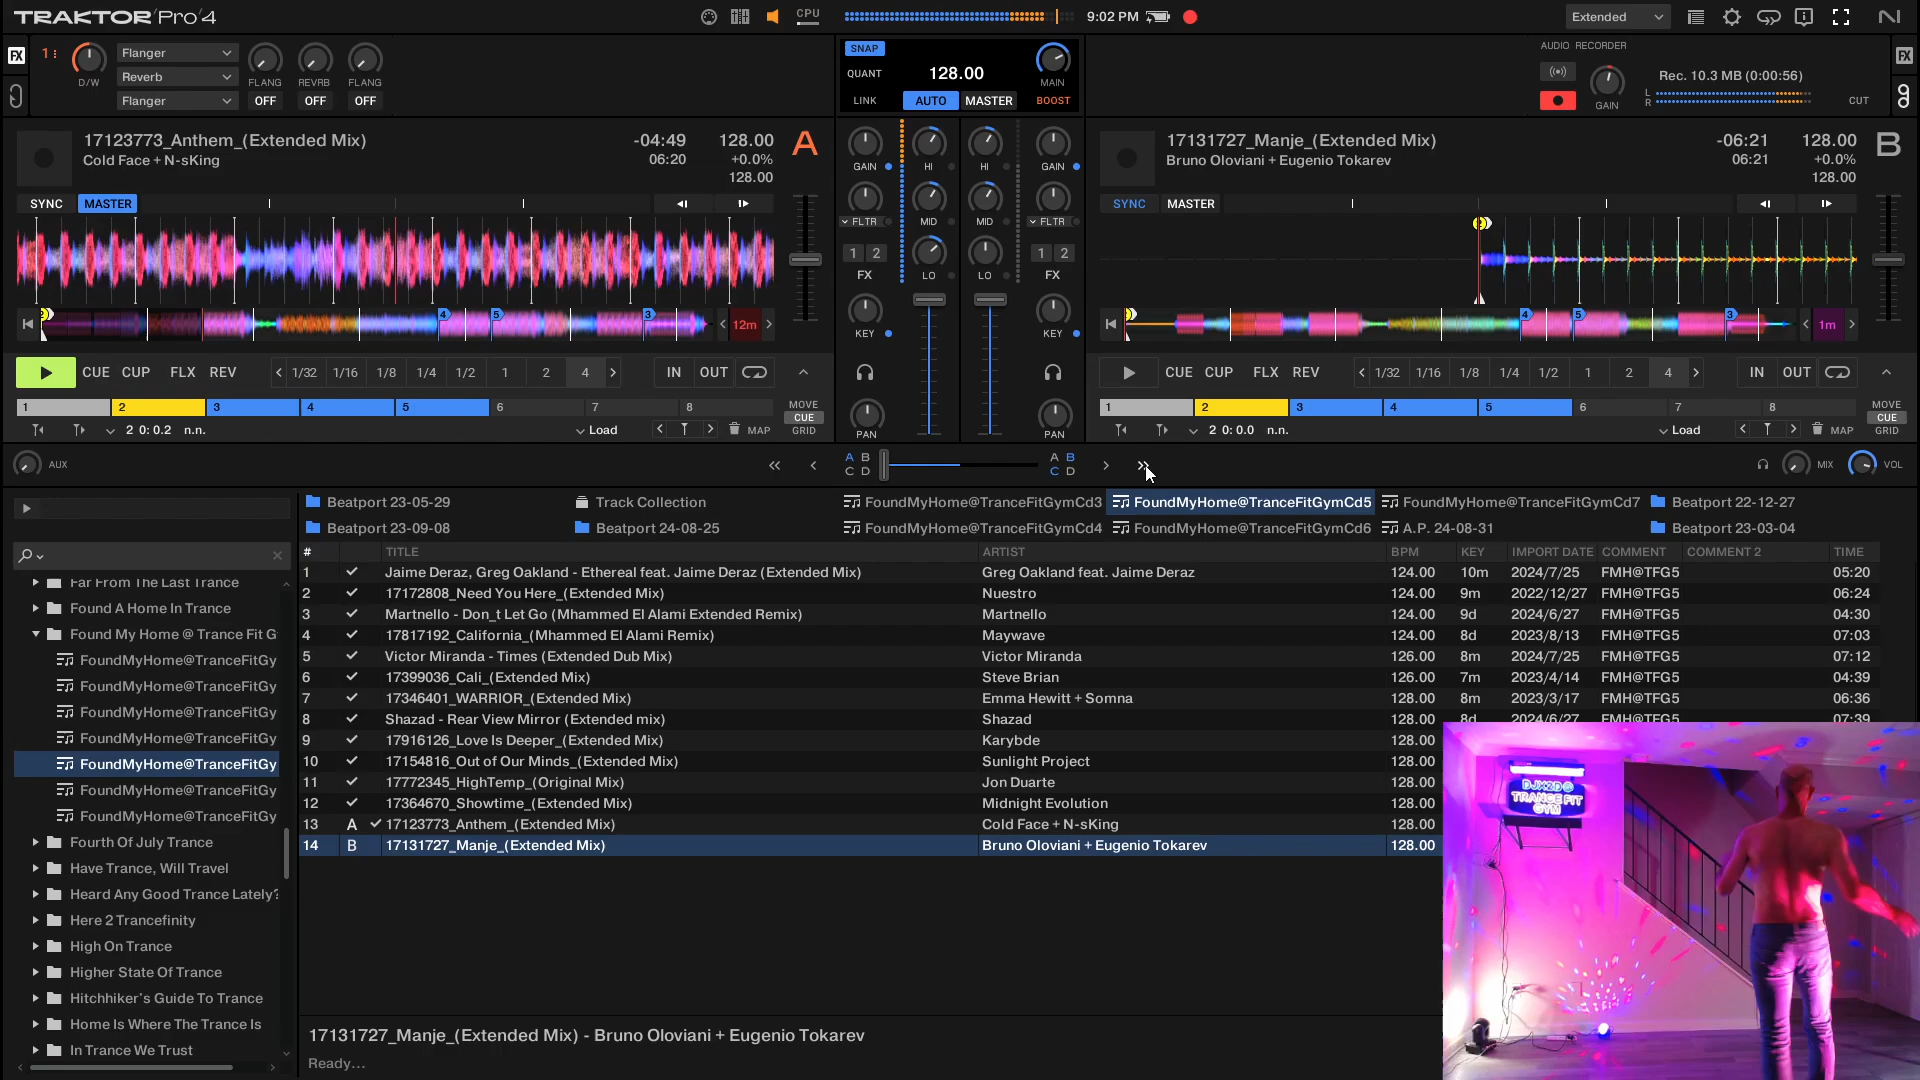 TRAKTOR Pro 4
CPU
9:02 PM
Extended
FX
1
D/W
Flanger
Reverb
Flanger
FLANG REVRB FLANG
OFF OFF OFF
SNAP
QUANT 128.00
LINK AUTO MASTER
MAIN
BOOST
AUDIO RECORDER
GAIN
Rec. 10.3 MB (0:00:56)
L
R
CUT
FX
17123773_Anthem_(Extended Mix)
Cold Face + N-sKing
-04:49
06:20
128.00
+0.0%
128.00
A
SYNC MASTER
4 5 3
12m
CUE CUP FLX REV
1/32 1/16 1/8 1/4 1/2 1 2 4
IN OUT
1 2 3 4 5 6 7 8
MOVE
CUE
GRID
2 0: 0.2 n.n.
Load
MAP
GAIN HI HI GAIN
FLTR MID MID FLTR
1 2 LO LO 1 2
FX FX
KEY KEY
PAN PAN
17131727_Manje_(Extended Mix)
Bruno Oloviani + Eugenio Tokarev
-06:21
06:21
128.00
+0.0%
128.00
B
SYNC MASTER
4 5 3
1m
CUE CUP FLX REV
1/32 1/16 1/8 1/4 1/2 1 2 4
IN OUT
1 2 3 4 5 6 7 8
MOVE
CUE
GRID
2 0: 0.0 n.n.
Load
MAP
AUX
A B
C D
A B
C D
MIX VOL
Beatport 23-05-29 Track Collection FoundMyHome@TranceFitGymCd3 FoundMyHome@TranceFitGymCd5 FoundMyHome@TranceFitGymCd7 Beatport 22-12-27
Beatport 23-09-08 Beatport 24-08-25 FoundMyHome@TranceFitGymCd4 FoundMyHome@TranceFitGymCd6 A.P. 24-08-31 Beatport 23-03-04
Far From The Last Trance
Found A Home In Trance
Found My Home @ Trance Fit G
FoundMyHome@TranceFitGy
FoundMyHome@TranceFitGy
FoundMyHome@TranceFitGy
FoundMyHome@TranceFitGy
FoundMyHome@TranceFitGy
FoundMyHome@TranceFitGy
FoundMyHome@TranceFitGy
Fourth Of July Trance
Have Trance, Will Travel
Heard Any Good Trance Lately?
Here 2 Trancefinity
High On Trance
Higher State Of Trance
Hitchhiker's Guide To Trance
Home Is Where The Trance Is
In Trance We Trust
# TITLE ARTIST BPM KEY IMPORT DATE COMMENT COMMENT 2 TIME
1 Jaime Deraz, Greg Oakland - Ethereal feat. Jaime Deraz (Extended Mix) Greg Oakland feat. Jaime Deraz 124.00 10m 2024/7/25 FMH@TFG5 05:20
2 17172808_Need You Here_(Extended Mix) Nuestro 124.00 9m 2022/12/27 FMH@TFG5 06:24
3 Martnello - Don_t Let Go (Mhammed El Alami Extended Remix) Martnello 124.00 9d 2024/6/27 FMH@TFG5 04:30
4 17817192_California_(Mhammed El Alami Remix) Maywave 124.00 8d 2023/8/13 FMH@TFG5 07:03
5 Victor Miranda - Times (Extended Dub Mix) Victor Miranda 126.00 8m 2024/7/25 FMH@TFG5 07:12
6 17399036_Cali_(Extended Mix) Steve Brian 126.00 7m 2023/4/14 FMH@TFG5 04:39
7 17346401_WARRIOR_(Extended Mix) Emma Hewitt + Somna 128.00 8m 2023/3/17 FMH@TFG5 06:36
8 Shazad - Rear View Mirror (Extended mix) Shazad 128.00 8d 2024/6/27 FMH@TFG5 07:39
9 17916126_Love Is Deeper_(Extended Mix) Karybde 128.00
10 17154816_Out of Our Minds_(Extended Mix) Sunlight Project 128.00
11 17772345_HighTemp_(Original Mix) Jon Duarte 128.00
12 17364670_Showtime_(Extended Mix) Midnight Evolution 128.00
13 A 17123773_Anthem_(Extended Mix) Cold Face + N-sKing 128.00
14 B 17131727_Manje_(Extended Mix) Bruno Oloviani + Eugenio Tokarev 128.00
DJXZD@
TRANCE FIT
GYM
17131727_Manje_(Extended Mix) - Bruno Oloviani + Eugenio Tokarev
Ready...